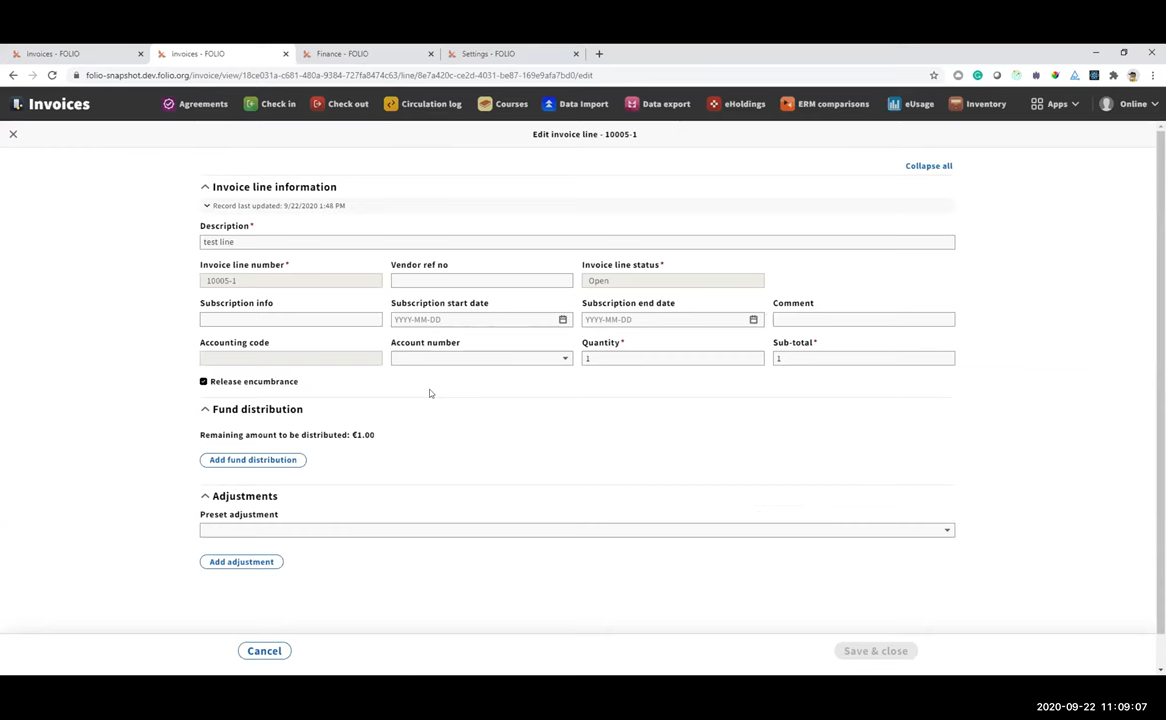 Invoices - FOLIO
Invoices - FOLIO
Finance - FOLIO
Settings - FOLIO
folio-snapshot.dev.folio.org/invoice/view/18ce031a-c681-480a-9384-727fa8474c63/line/8e7a420c-ce2d-4031-be87-169e9afa7bd0/edit
Invoices Agreements Check in Check out Circulation log Courses Data Import Data export eHoldings ERM comparisons eUsage Inventory Apps Online
Edit invoice line - 10005-1
Collapse all
Invoice line information
Record last updated: 9/22/2020 1:48 PM
Description*
test line
Invoice line number* Vendor ref no Invoice line status*
10005-1 Open
Subscription info Subscription start date Subscription end date Comment
YYYY-MM-DD YYYY-MM-DD
Accounting code Account number Quantity* Sub-total*
1 1
Release encumbrance
Fund distribution
Remaining amount to be distributed: €1.00
Add fund distribution
Adjustments
Preset adjustment
Add adjustment
Cancel Save & close
2020-09-22 11:09:07